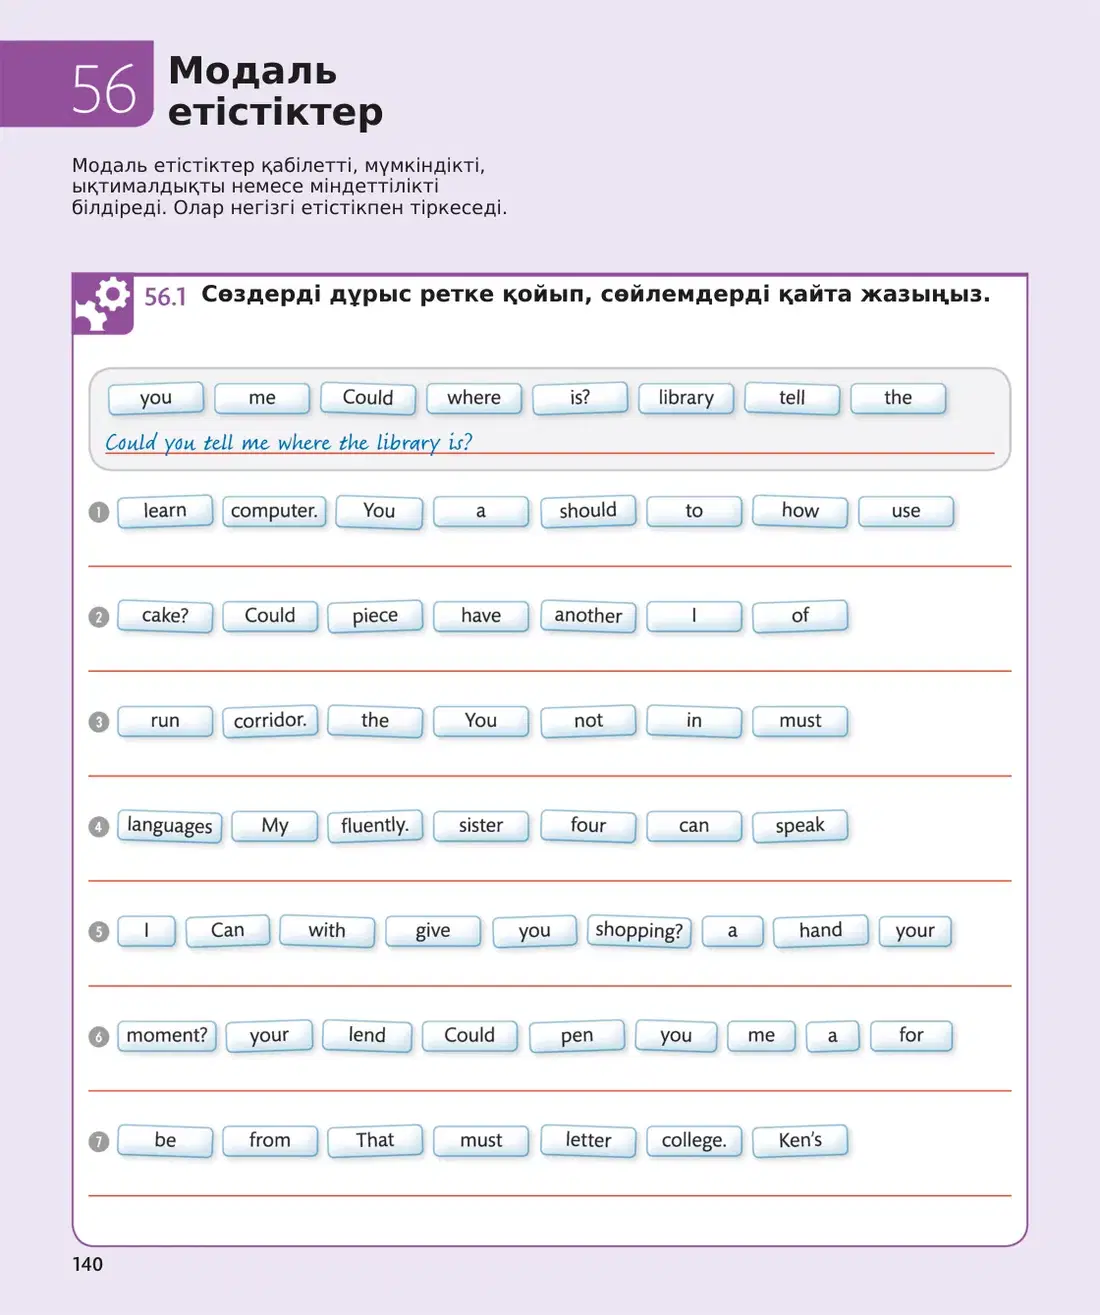 56
Модаль
етістіктер
Модаль етістіктер қабілетті, мүмкіндікті,
ықтималдықты немесе міндеттілікті
білдіреді. Олар негізгі етістікпен тіркеседі.
56.1 Сөздерді дұрыс ретке қойып, сөйлемдерді қайта жазыңыз.
you me Could where is? library tell the
Could you tell me where the library is?
1 learn computer. You a should to how use
2 cake? Could piece have another I of
3 run corridor. the You not in must
4 languages My fluently. sister four can speak
5 I Can with give you shopping? a hand your
6 moment? your lend Could pen you me a for
7 be from That must letter college. Ken's
140